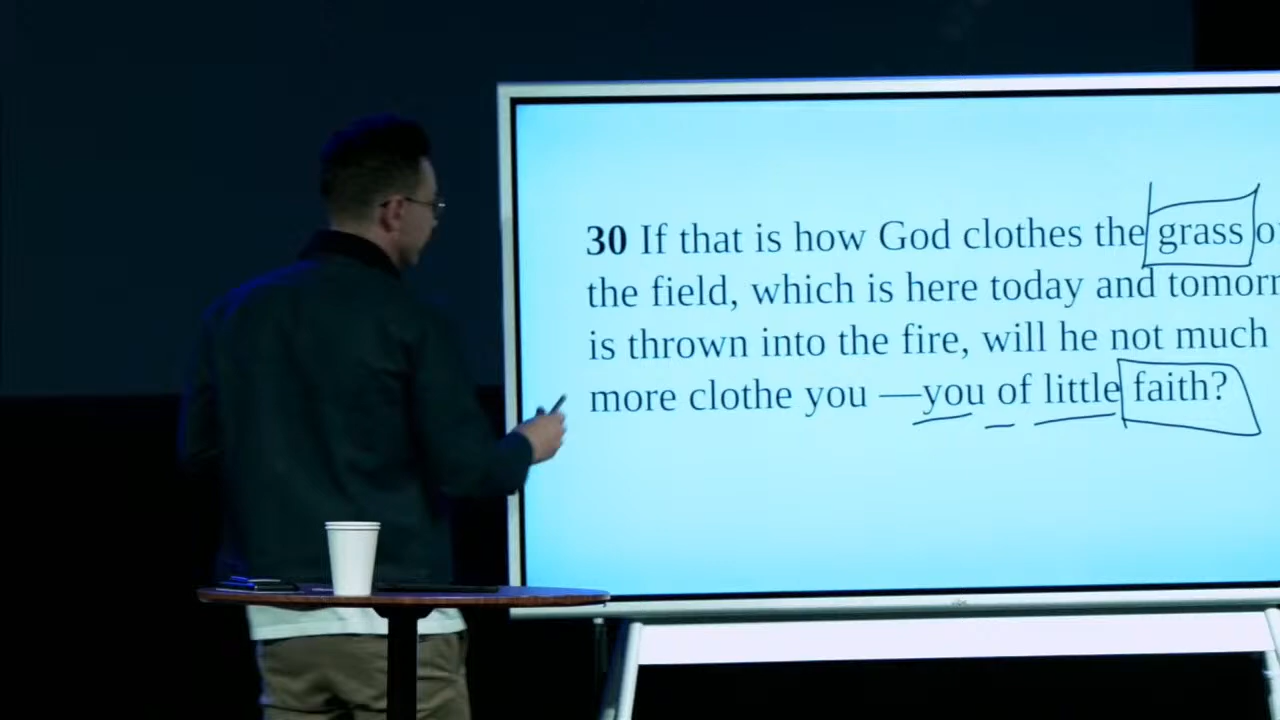 30 If that is how God clothes the grass
the field, which is here today and
is thrown into the fire, will he not much
more clothe you —you of little faith?